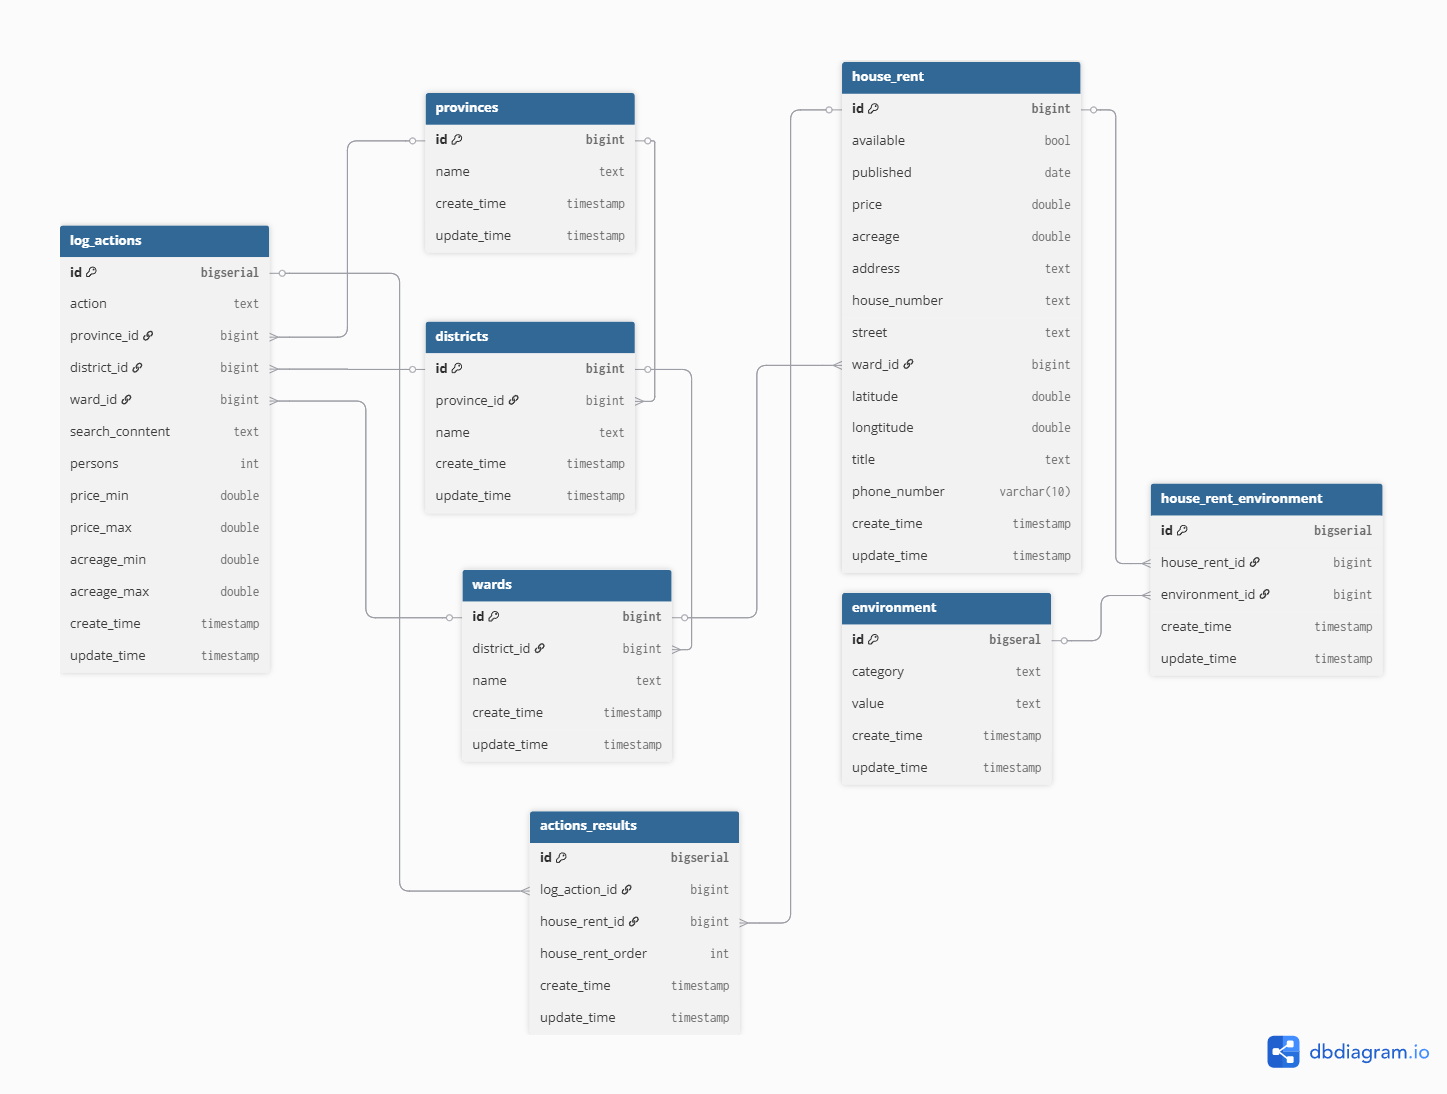 provinces
id bigint
name text
create_time timestamp
update_time timestamp
log_actions
id bigserial
action text
province_id bigint
district_id bigint
ward_id bigint
search_conntent text
persons int
price_min double
price_max double
acreage_min double
acreage_max double
create_time timestamp
update_time timestamp
districts
id bigint
province_id bigint
name text
create_time timestamp
update_time timestamp
wards
id bigint
district_id bigint
name text
create_time timestamp
update_time timestamp
actions_results
id bigserial
log_action_id bigint
house_rent_id bigint
house_rent_order int
create_time timestamp
update_time timestamp
house_rent
id bigint
available bool
published date
price double
acreage double
address text
house_number text
street text
ward_id bigint
latitude double
longtitude double
title text
phone_number varchar(10)
create_time timestamp
update_time timestamp
environment
id bigseral
category text
value text
create_time timestamp
update_time timestamp
house_rent_environment
id bigserial
house_rent_id bigint
environment_id bigint
create_time timestamp
update_time timestamp
dbdiagram.io